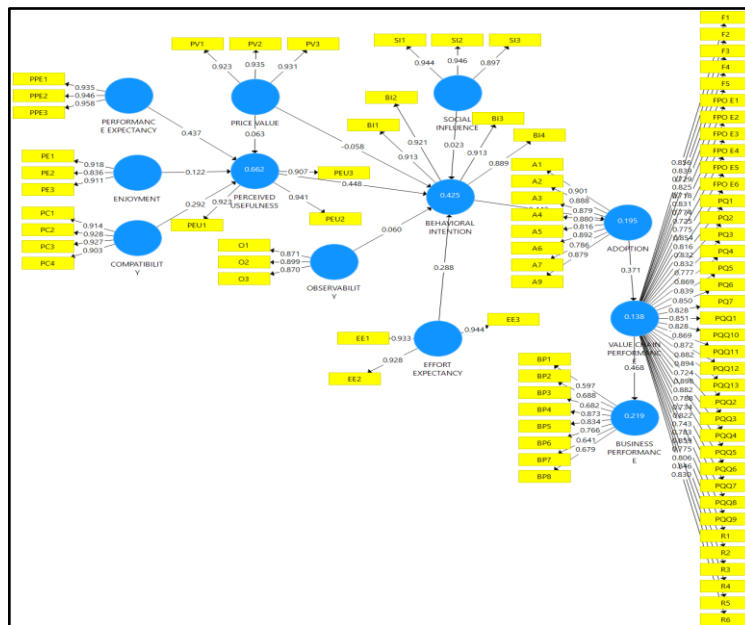 PV1
PV2
PV3
0.923
0.935
0.931
PPE1
PPE2
PPE3
0.935
0.946
0.958
PERFORMANC
E EXPECTANCY
PRICE VALUE
0.437
0.063
-0.058
PE1
PE2
PE3
0.918
0.836
0.911
ENJOYMENT
0.122
0.662
PERCEIVED
USEFULNESS
0.907
PEU3
0.448
0.941
PEU2
0.292
PEU1
PC1
PC2
PC3
PC4
0.914
0.928
0.927
0.903
COMPATIBILI
TY
SI1
SI2
SI3
0.944
0.946
0.897
SOCIAL
INFLUENCE
0.023
BI2
BI1
BI3
BI4
0.921
0.913
0.913
0.889
0.425
BEHAVIORAL
INTENTION
O1
O2
O3
0.871
0.899
0.870
0.060
OBSERVABILI
TY
0.288
EE1
0.933
0.944
EE3
0.928
EE2
EFFORT
EXPECTANCY
A1
A2
A3
A4
A5
A6
A7
A9
0.901
0.888
0.879
0.880
0.816
0.892
0.786
0.879
0.195
ADOPTION
0.371
0.138
VALUE CHAIN
PERFORMANC
E
0.468
BP1
BP2
BP3
BP4
BP5
BP6
BP7
BP8
0.597
0.688
0.682
0.873
0.834
0.766
0.641
0.679
0.219
BUSINESS
PERFORMANC
E
F1
F2
F3
F4
F5
FPO E1
FPO E2
FPO E3
FPO E4
FPO E5
FPO E6
PQ1
PQ2
PQ3
PQ4
PQ5
PQ6
PQ7
PQQ1
PQQ10
PQQ11
PQQ12
PQQ13
PQQ2
PQQ3
PQQ4
PQQ5
PQQ6
PQQ7
PQQ8
PQQ9
R1
R2
R3
R4
R5
R6
0.839
0.825
0.831
0.775
0.854
0.816
0.832
0.832
0.777
0.869
0.839
0.850
0.828
0.851
0.828
0.869
0.872
0.882
0.894
0.724
0.898
0.882
0.788
0.822
0.743
0.783
0.775
0.806
0.846
0.830